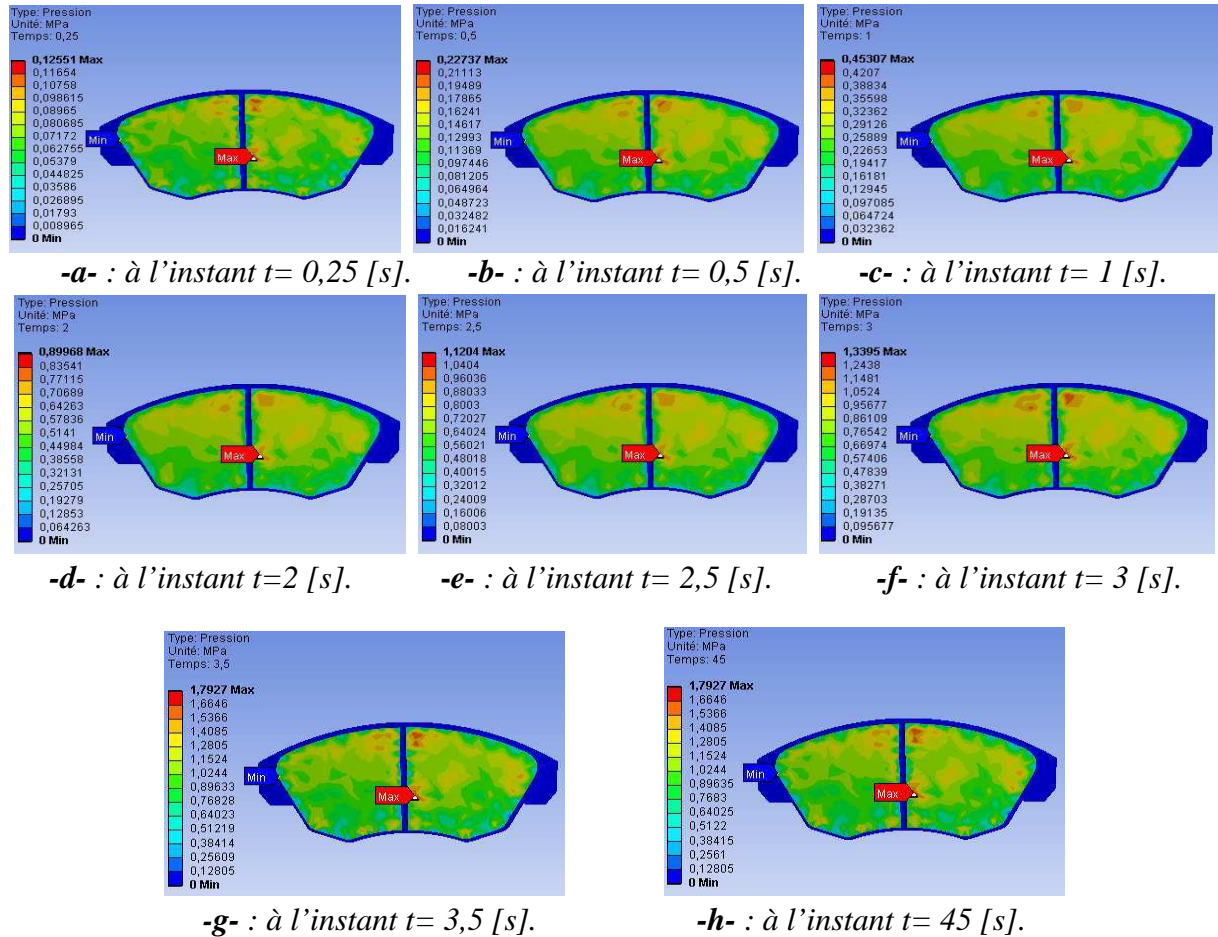 Type: Pression
Unité: MPa
Temps: 0,25
0,12551 Max
0,11654
0,10758
0,098615
0,08965
0,080685
0,07172
0,062755
0,05379
0,044825
0,03586
0,026895
0,01793
0,008965
0 Min
Min
Max
Type: Pression
Unité: MPa
Temps: 0,5
0,22737 Max
0,21113
0,19489
0,17865
0,16241
0,14617
0,12993
0,11369
0,097446
0,081205
0,064964
0,048723
0,032482
0,016241
0 Min
Min
Max
Type: Pression
Unité: MPa
Temps: 1
0,45307 Max
0,4207
0,38834
0,35598
0,32362
0,29126
0,25889
0,22653
0,19417
0,16181
0,12945
0,097085
0,064724
0,032362
0 Min
Min
Max
-a- : à l'instant t= 0,25 [s].
-b- : à l'instant t= 0,5 [s].
-c- : à l'instant t= 1 [s].
Type: Pression
Unité: MPa
Temps: 2
0,89968 Max
0,83541
0,77115
0,70689
0,64263
0,57836
0,5141
0,44984
0,38558
0,32131
0,25705
0,19279
0,12853
0,064263
0 Min
Min
Max
Type: Pression
Unité: MPa
Temps: 2,5
1,1204 Max
1,0404
0,96036
0,88033
0,8003
0,72027
0,64024
0,56021
0,48018
0,40015
0,32012
0,24009
0,16006
0,08003
0 Min
Min
Max
Type: Pression
Unité: MPa
Temps: 3
1,3395 Max
1,2438
1,1481
1,0524
0,95677
0,86109
0,76542
0,66974
0,57406
0,47839
0,38271
0,28703
0,19135
0,095677
0 Min
Min
Max
-d- : à l'instant t=2 [s].
-e- : à l'instant t= 2,5 [s].
-f- : à l'instant t= 3 [s].
Type: Pression
Unité: MPa
Temps: 3,5
1,7927 Max
1,6646
1,5366
1,4085
1,2805
1,1524
1,0244
0,89633
0,76828
0,64023
0,51219
0,38414
0,25609
0,12805
0 Min
Min
Max
Type: Pression
Unité: MPa
Temps: 45
1,7927 Max
1,6646
1,5366
1,4085
1,2805
1,1524
1,0244
0,89635
0,7683
0,64025
0,5122
0,38415
0,2561
0,12805
0 Min
Min
Max
-g- : à l'instant t= 3,5 [s].
-h- : à l'instant t= 45 [s].